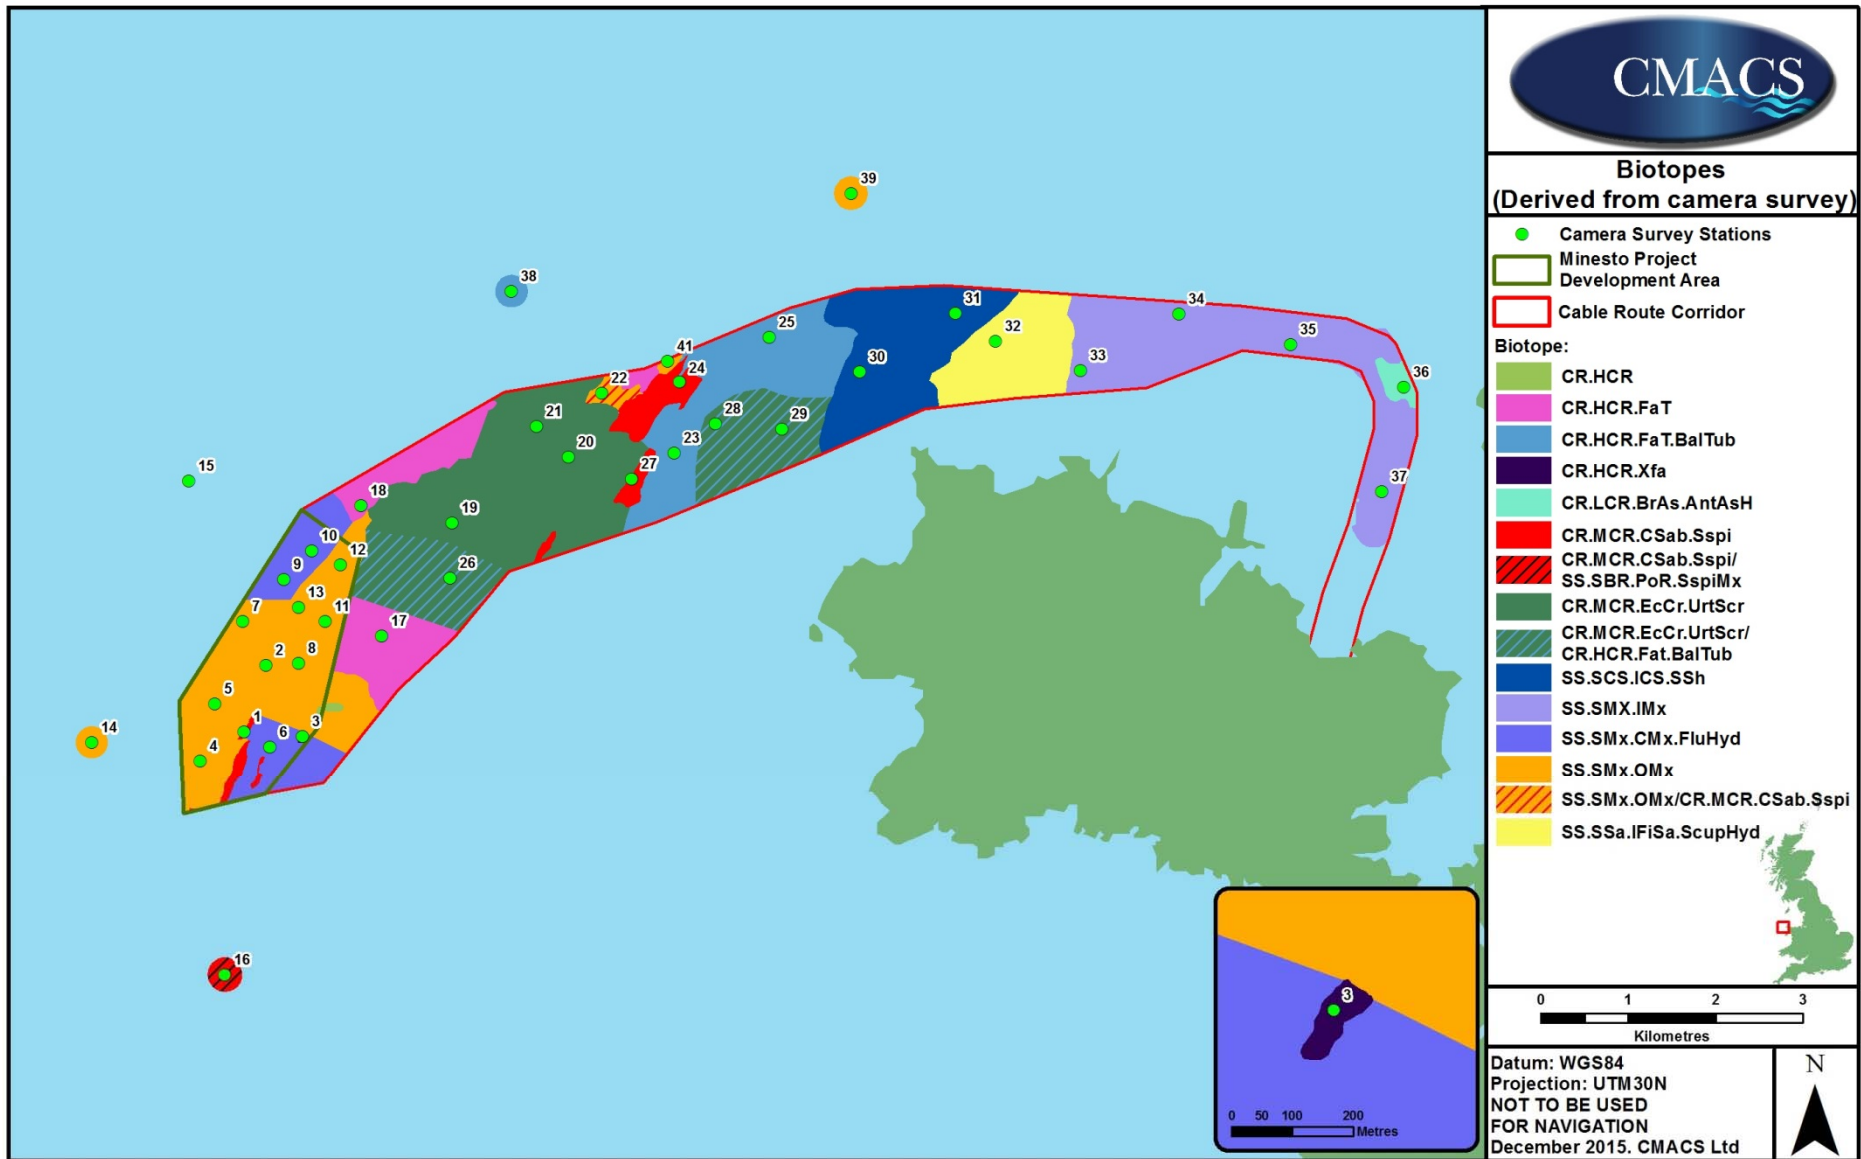 CMACS
Biotopes
(Derived from camera survey)
Camera Survey Stations
Minesto Project
Development Area
Cable Route Corridor
Biotope:
CR.HCR
CR.HCR.FaT
CR.HCR.FaT.BalTub
CR.HCR.Xfa
CR.LCR.BrAs.AntAsH
CR.MCR.CSab.Sspi
CR.MCR.CSab.Sspi/
SS.SBR.PoR.SspiMx
CR.MCR.EcCr.UrtScr
CR.MCR.EcCr.UrtScr/
CR.HCR.Fat.BalTub
SS.SCS.ICS.SSh
SS.SMX.IMx
SS.SMx.CMx.FluHyd
SS.SMx.OMx
SS.SMx.OMx/CR.MCR.CSab.Sspi
SS.SSa.IFiSa.ScupHyd
0 1 2 3
Kilometres
Datum: WGS84
Projection: UTM30N
NOT TO BE USED
FOR NAVIGATION
December 2015. CMACS Ltd
N
39
38
31
34
25
32
35
41
30
33
24
36
22
28
21
29
20
23
15
27
37
18
19
10
12
9
26
13
7
11
17
2
8
5
1
3
14
6
4
16
3
0 50 100 200
Metres